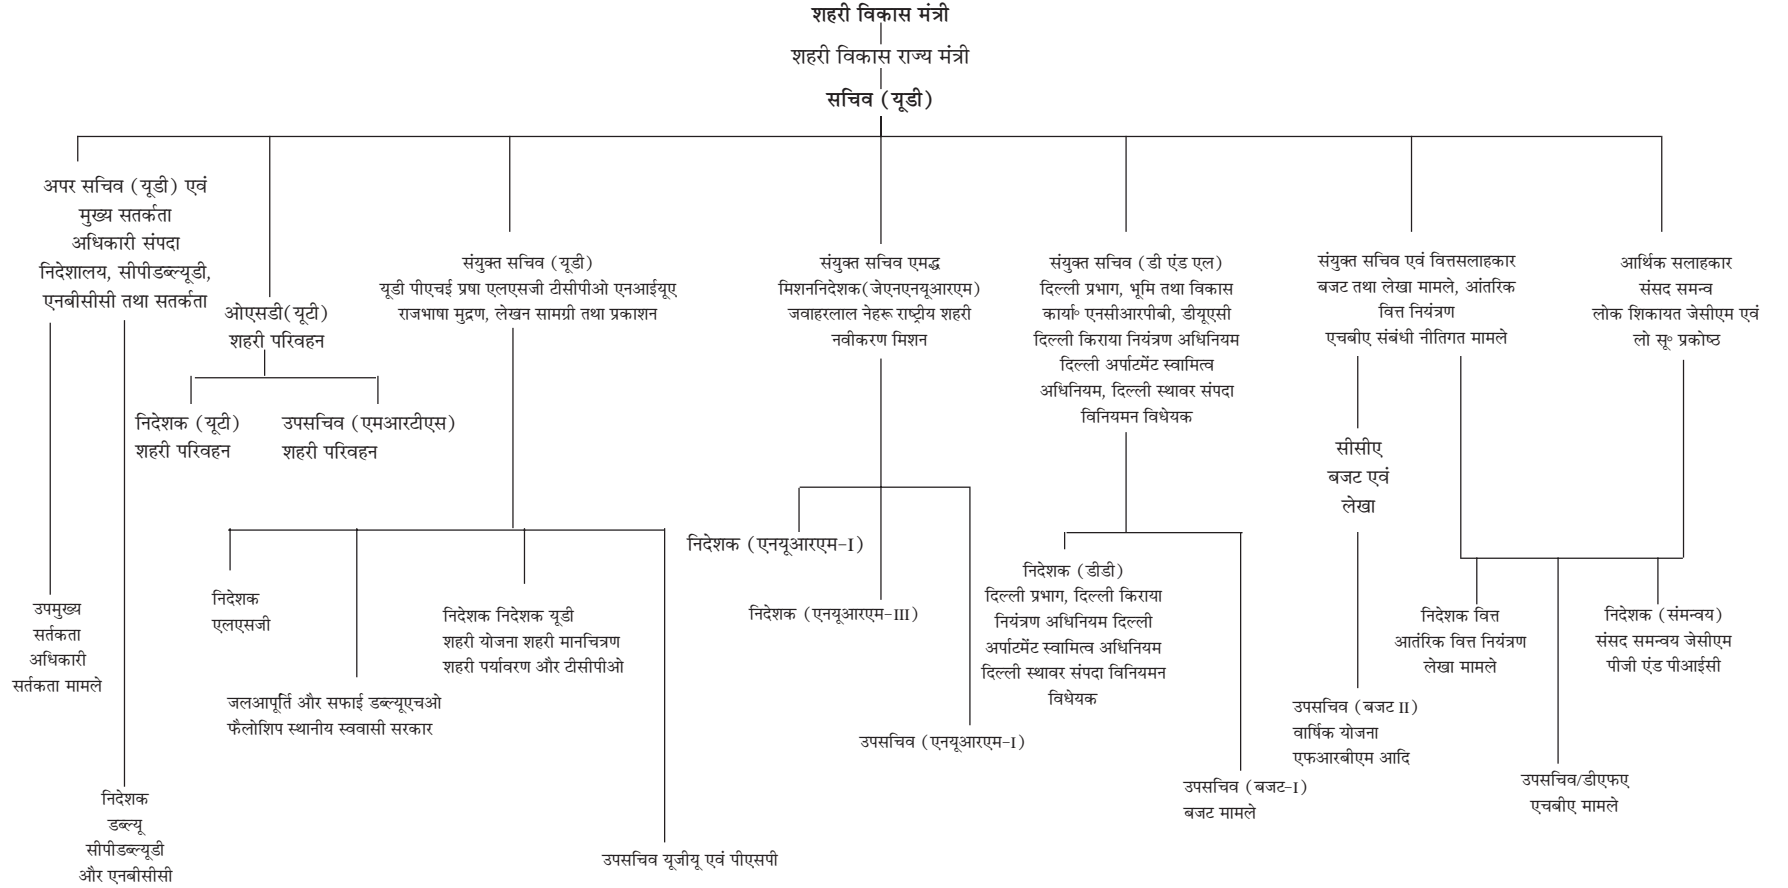 शहरी विकास मंत्री
शहरी विकास राज्य मंत्री
सचिव (यूडी)
अपर सचिव (यूडी) एवं
मुख्य सतर्कता
अधिकारी संपदा
निदेशालय, सीपीडब्ल्यूडी,
एनबीसीसी तथा सतर्कता
ओएसडी(यूटी)
शहरी परिवहन
संयुक्त सचिव (यूडी)
यूडी पीएचई प्रषा एलएसजी टीसीपीओ एनआईयूए
राजभाषा मुद्रण, लेखन सामग्री तथा प्रकाशन
संयुक्त सचिव एमद्ध
मिशननिदेशक(जेएनएनयूआरएम)
जवाहरलाल नेहरू राष्ट्रीय शहरी
नवीकरण मिशन
संयुक्त सचिव (डी एंड एल)
दिल्ली प्रभाग, भूमि तथा विकास
कार्या० एनसीआरपीबी, डीयूएसी
दिल्ली किराया नियंत्रण अधिनियम
दिल्ली अर्पाटमेंट स्वामित्व
अधिनियम, दिल्ली स्थावर संपदा
विनियमन विधेयक
संयुक्त सचिव एवं वित्तसलाहकार
बजट तथा लेखा मामले, आंतरिक
वित्त नियंत्रण
एचबीए संबंधी नीतिगत मामले
आर्थिक सलाहकार
संसद समन्व
लोक शिकायत जेसीएम एवं
लो सू० प्रकोष्ठ
निदेशक (यूटी)
शहरी परिवहन
उपसचिव (एमआरटीएस)
शहरी परिवहन
सीसीए
बजट एवं
लेखा
निदेशक (एनयूआरएम-I)
निदेशक (डीडी)
दिल्ली प्रभाग, दिल्ली किराया
नियंत्रण अधिनियम दिल्ली
अर्पाटमेंट स्वामित्व अधिनियम
दिल्ली स्थावर संपदा विनियमन
विधेयक
उपमुख्य
सर्तकता
अधिकारी
सर्तकता मामले
निदेशक
एलएसजी
निदेशक निदेशक यूडी
शहरी योजना शहरी मानचित्रण
शहरी पर्यावरण और टीसीपीओ
निदेशक (एनयूआरएम-III)
निदेशक वित्त
आतंरिक वित्त नियंत्रण
लेखा मामले
निदेशक (संमन्वय)
संसद समन्वय जेसीएम
पीजी एंड पीआईसी
जलआपूर्ति और सफाई डब्ल्यूएचओ
फैलोशिप स्थानीय स्ववासी सरकार
उपसचिव (बजट II)
वार्षिक योजना
एफआरबीएम आदि
उपसचिव (एनयूआरएम-I)
उपसचिव (बजट-I)
बजट मामले
उपसचिव/डीएफए
एचबीए मामले
निदेशक
डब्ल्यू
सीपीडब्ल्यूडी
और एनबीसीसी
उपसचिव यूजीयू एवं पीएसपी